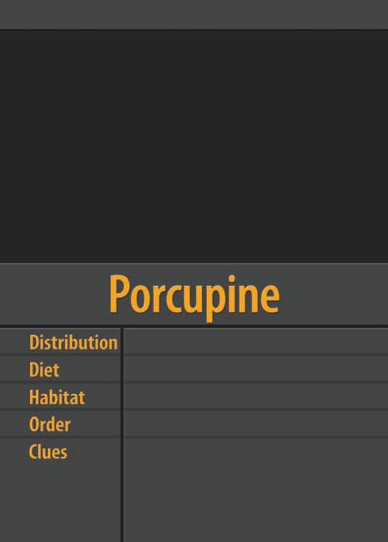 Porcupine
Distribution
Diet
Habitat
Order
Clues